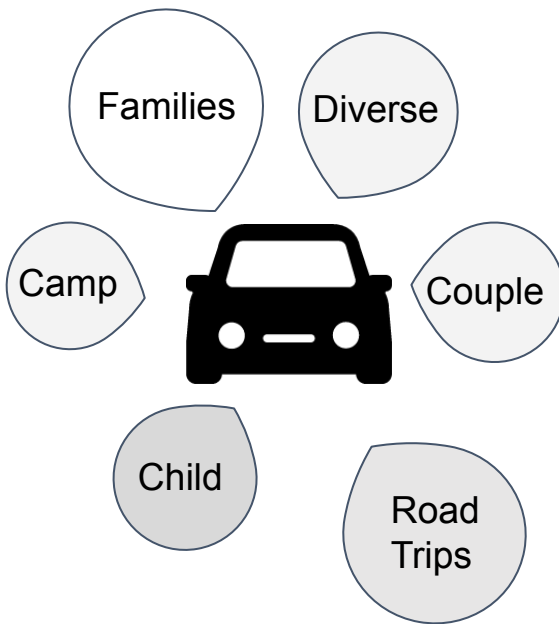 Families
Diverse
Camp
Couple
Child
Road
Trips